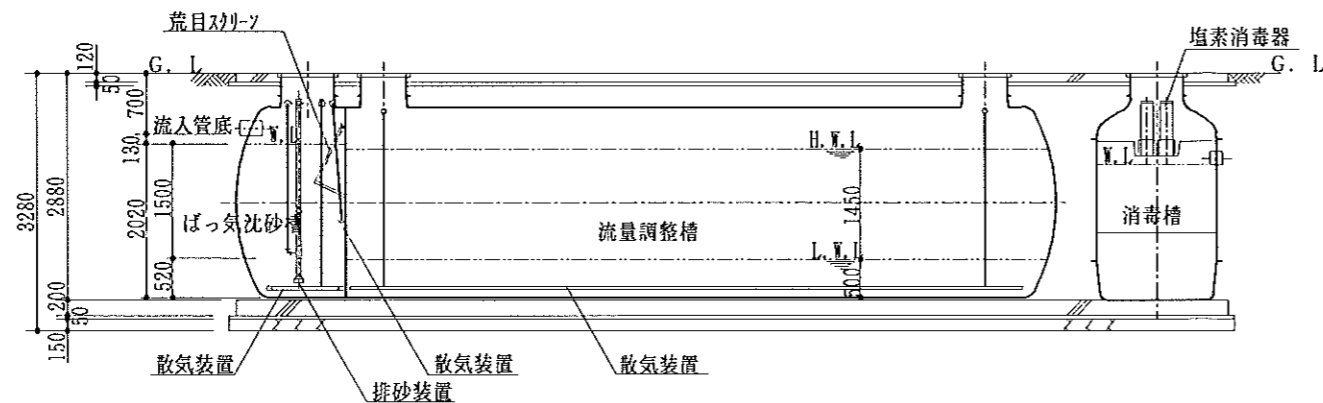 荒目スクリーン
塩素消毒器
G. L
G. L
120
50
700
流入管底
W.L
130
H.W.L
W.L
3280
2880
2020
1500
1450
ばっ気沈砂槽
流量調整槽
消毒槽
L.W.L
520
500
200
50
150
散気装置
散気装置
散気装置
排砂装置